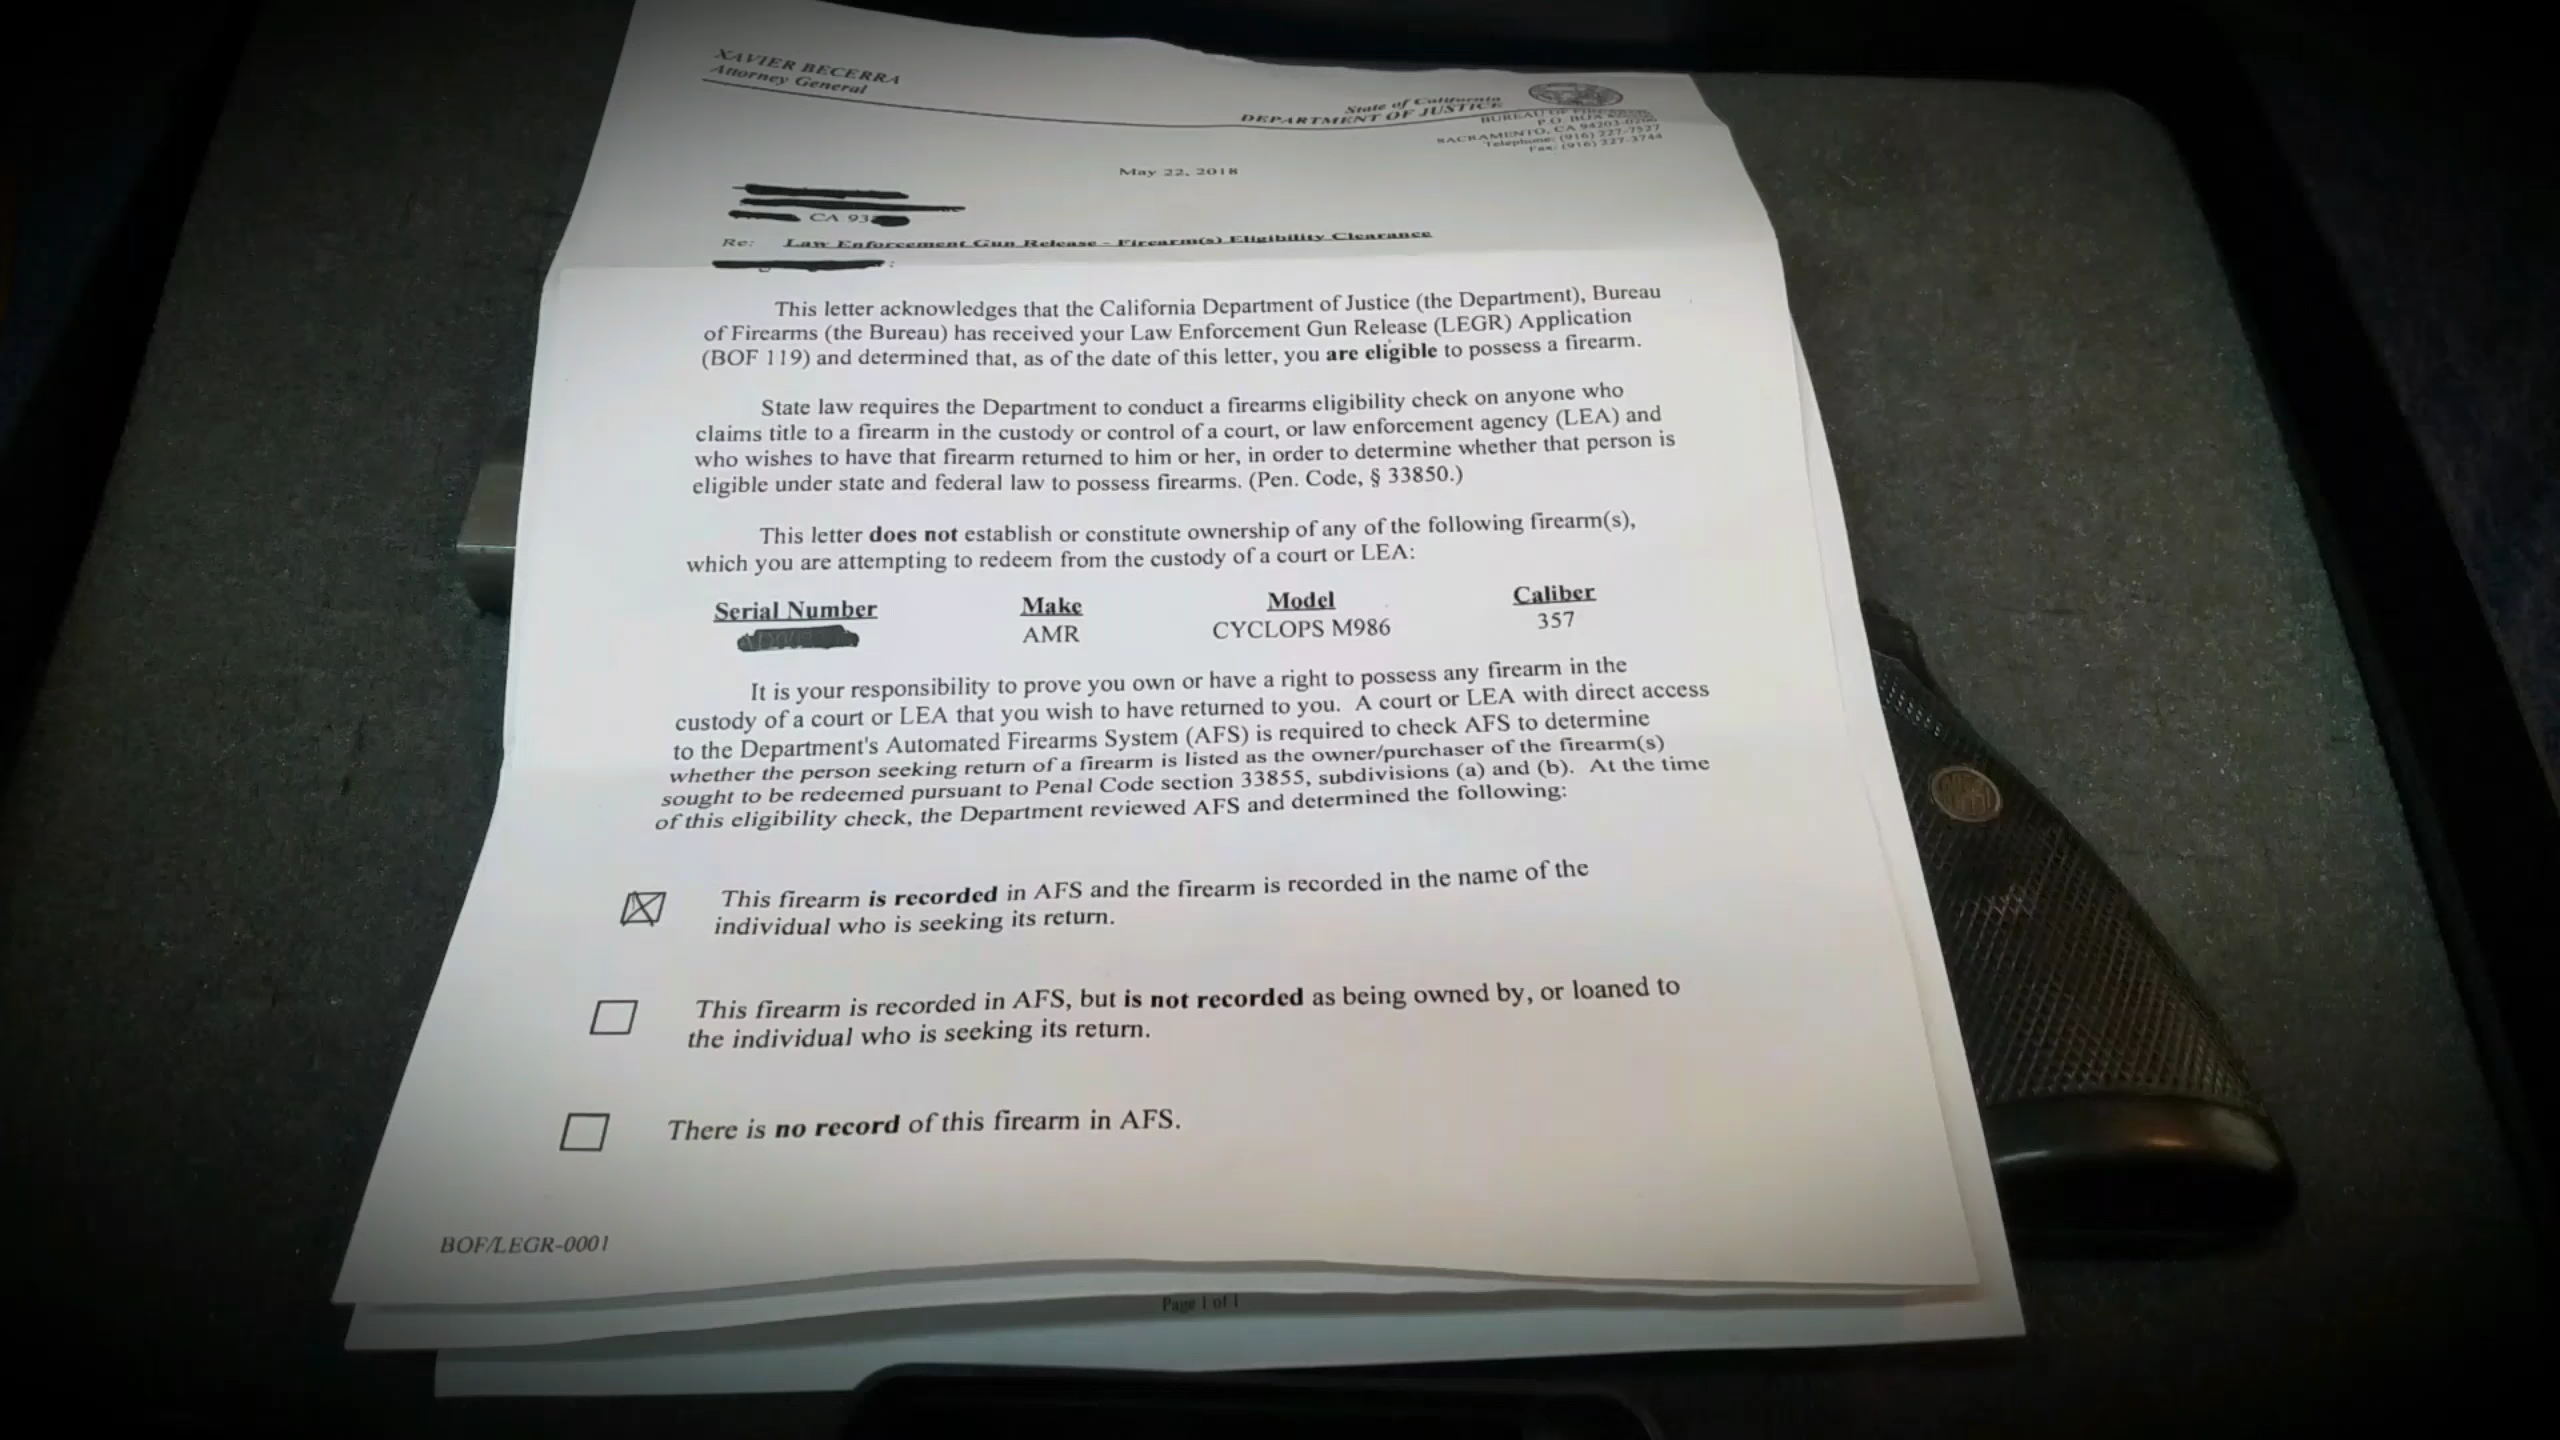 XAVIER BECERRA
Attorney General
State of California
DEPARTMENT OF JUSTICE
BUREAU OF FIREARMS
P.O. BOX
SACRAMENTO, CA 94203-0200
Telephone: (916) 227-7527
Fax: (916) 227-3744
May 22, 2018
CA 93
Re: Law Enforcement Gun Release - Firearm(s) Eligibility Clearance
:
This letter acknowledges that the California Department of Justice (the Department), Bureau
of Firearms (the Bureau) has received your Law Enforcement Gun Release (LEGR) Application
(BOF 119) and determined that, as of the date of this letter, you are eligible to possess a firearm.
State law requires the Department to conduct a firearms eligibility check on anyone who
claims title to a firearm in the custody or control of a court, or law enforcement agency (LEA) and
who wishes to have that firearm returned to him or her, in order to determine whether that person is
eligible under state and federal law to possess firearms. (Pen. Code, § 33850.)
This letter does not establish or constitute ownership of any of the following firearm(s),
which you are attempting to redeem from the custody of a court or LEA:
Serial Number Make Model Caliber
AMR CYCLOPS M986 357
It is your responsibility to prove you own or have a right to possess any firearm in the
custody of a court or LEA that you wish to have returned to you. A court or LEA with direct access
to the Department's Automated Firearms System (AFS) is required to check AFS to determine
whether the person seeking return of a firearm is listed as the owner/purchaser of the firearm(s)
sought to be redeemed pursuant to Penal Code section 33855, subdivisions (a) and (b). At the time
of this eligibility check, the Department reviewed AFS and determined the following:
This firearm is recorded in AFS and the firearm is recorded in the name of the
individual who is seeking its return.
This firearm is recorded in AFS, but is not recorded as being owned by, or loaned to
the individual who is seeking its return.
There is no record of this firearm in AFS.
BOF/LEGR-0001
Page 1 of 1